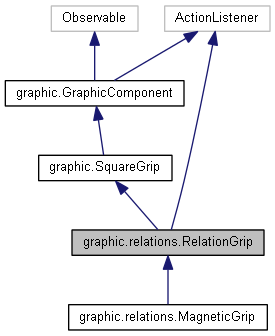 Observable
ActionListener
graphic.GraphicComponent
graphic.SquareGrip
graphic.relations.RelationGrip
graphic.relations.MagneticGrip